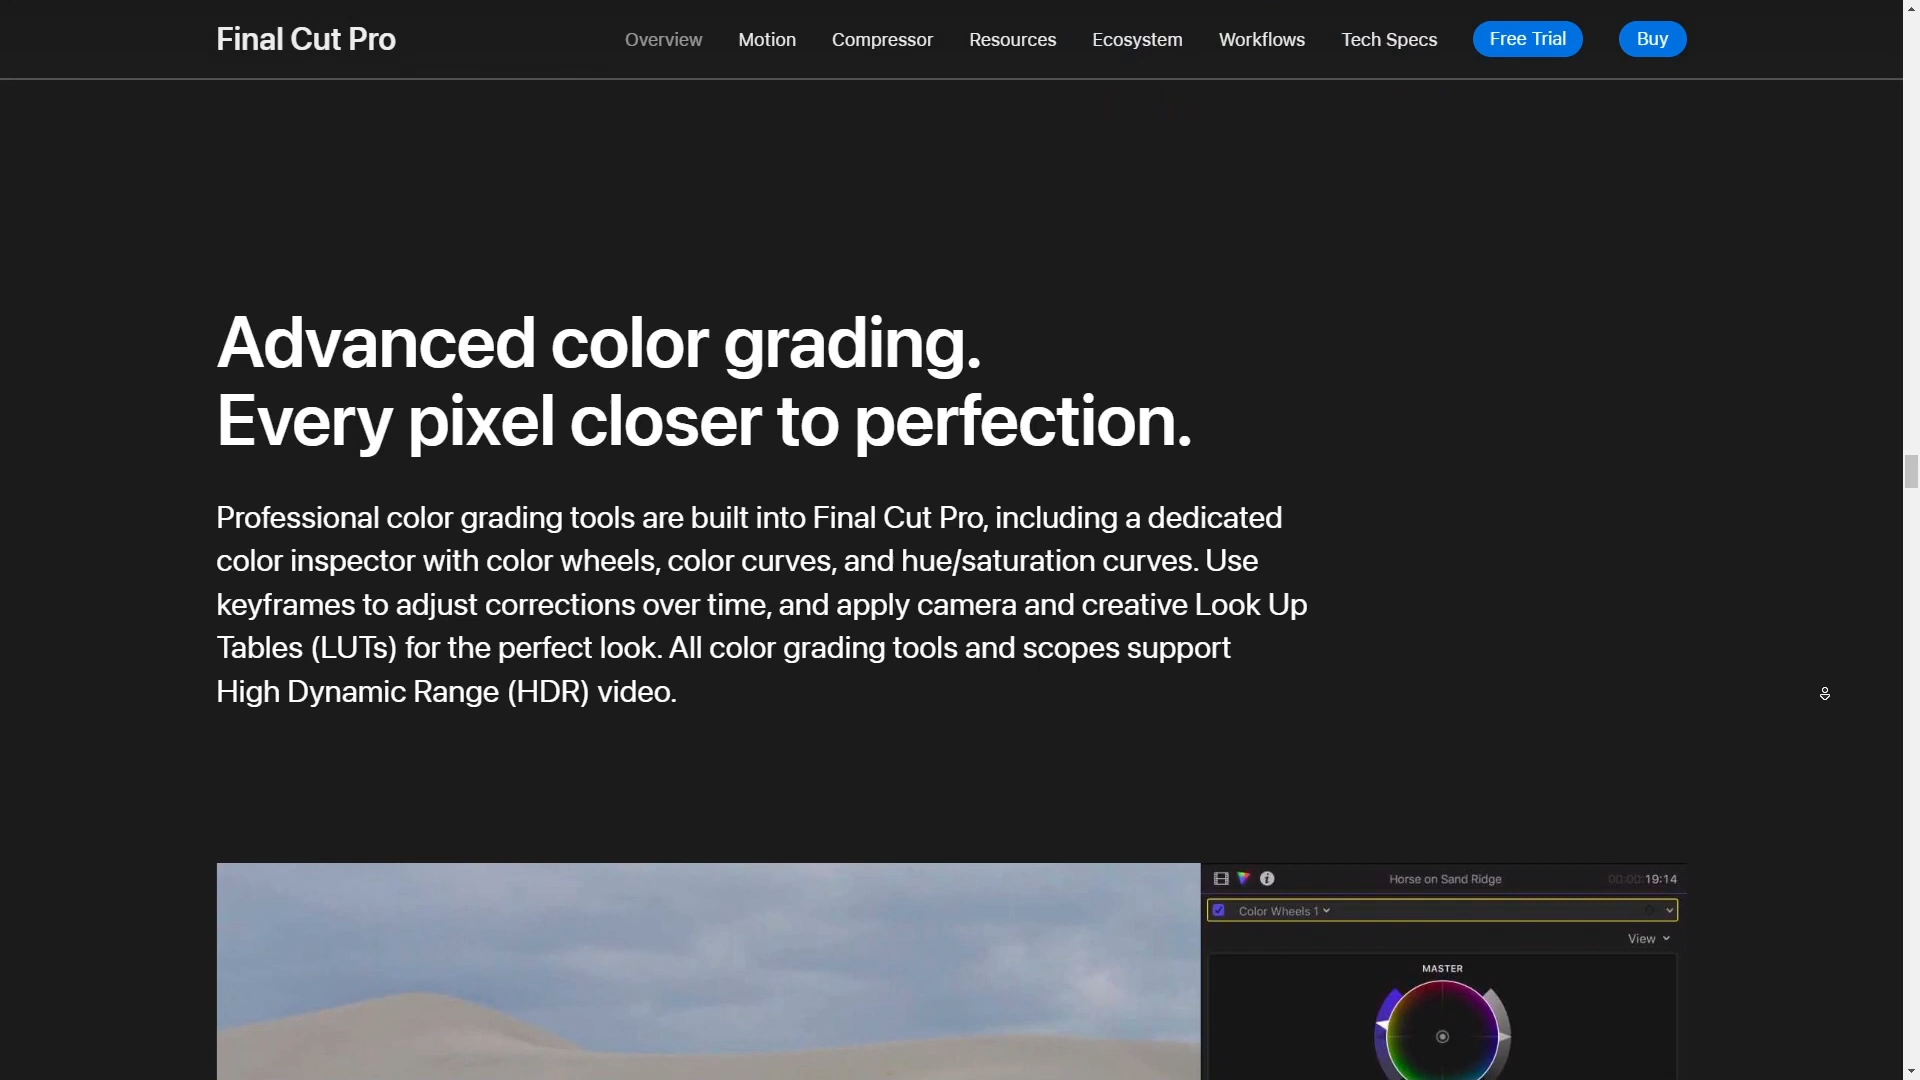 Final Cut Pro
Overview Motion Compressor Resources Ecosystem Workflows Tech Specs Free Trial Buy
Advanced color grading.
Every pixel closer to perfection.
Professional color grading tools are built into Final Cut Pro, including a dedicated
color inspector with color wheels, color curves, and hue/saturation curves. Use
keyframes to adjust corrections over time, and apply camera and creative Look Up
Tables (LUTs) for the perfect look. All color grading tools and scopes support
High Dynamic Range (HDR) video.
Horse on Sand Ridge 00:00:19:14
Color Wheels 1
View
MASTER